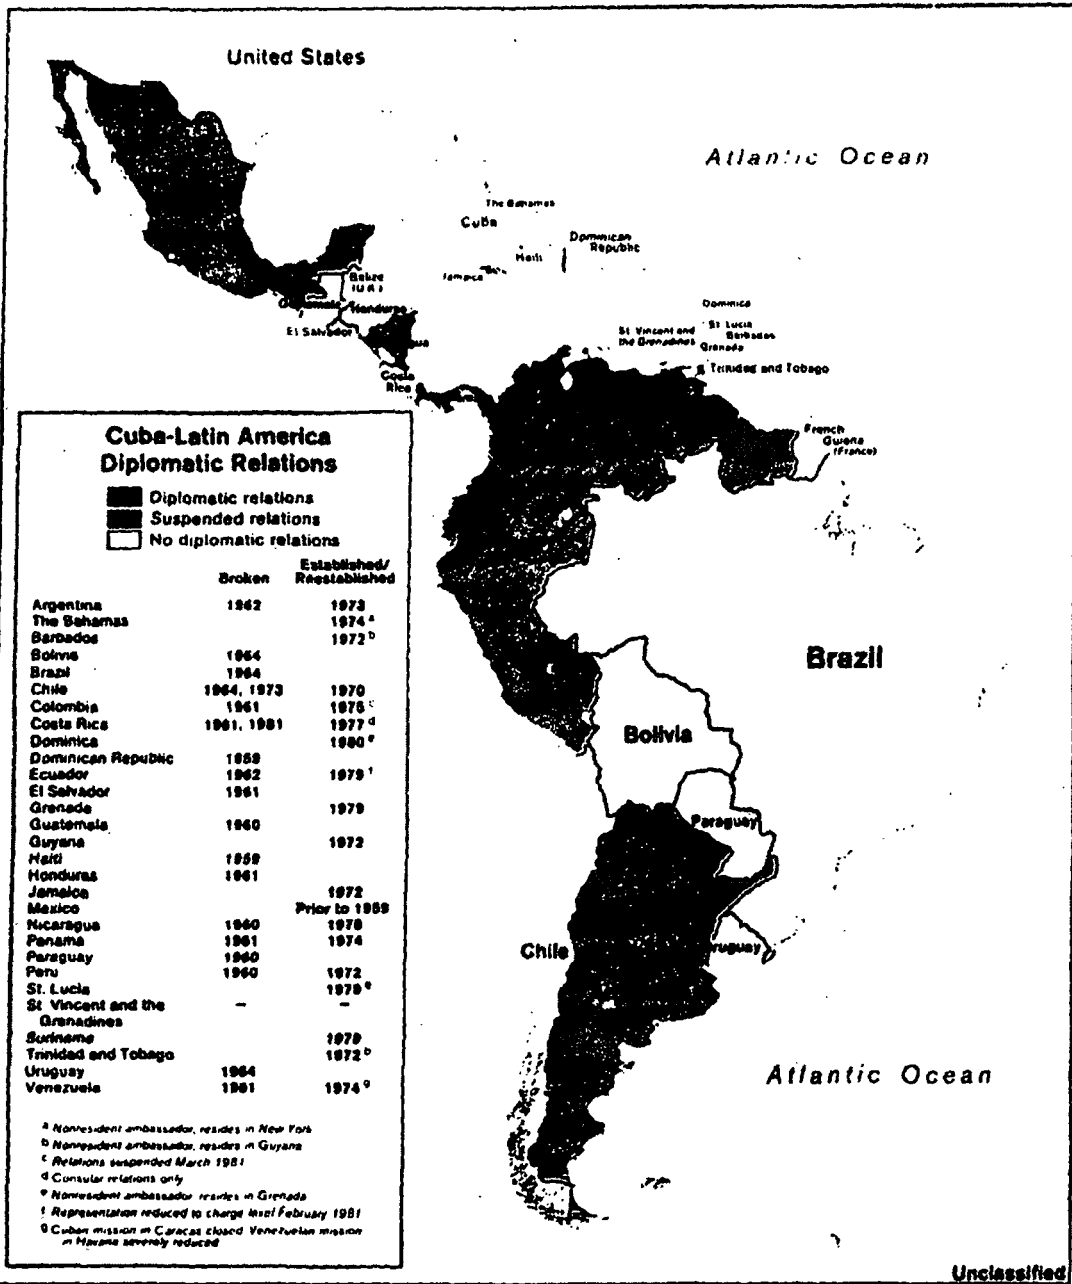 United States
Atlantic Ocean
The Bahamas
Cuba
Dominican
Republic
Haiti
Jamaica
Belize
(U.K.)
Guatemala
Honduras
El Salvador
Costa
Rica
Dominica
St. Lucia
Barbados
St. Vincent and
the Grenadines
Grenada
Trinidad and Tobago
French
Guiana
(France)
Brazil
Bolivia
Paraguay
Chile
Uruguay
Atlantic Ocean
Cuba-Latin America
Diplomatic Relations
Diplomatic relations
Suspended relations
No diplomatic relations
Broken Established/
Reestablished
Argentina 1962 1973
The Bahamas 1974 a
Barbados 1972 b
Bolivia 1964
Brazil 1964
Chile 1964, 1973 1970
Colombia 1961 1975 c
Costa Rica 1961, 1981 1977 d
Dominica 1980 e
Dominican Republic 1959
Ecuador 1962 1979 f
El Salvador 1961
Grenada 1979
Guatemala 1960
Guyana 1972
Haiti 1959
Honduras 1961
Jamaica 1972
Mexico Prior to 1959
Nicaragua 1960 1979
Panama 1961 1974
Paraguay 1960
Peru 1960 1972
St. Lucia 1979 e
St. Vincent and the – –
Grenadines
Suriname 1979
Trinidad and Tobago 1972 b
Uruguay 1964
Venezuela 1961 1974 g
a Nonresident ambassador, resides in New York
b Nonresident ambassador, resides in Guyana
c Relations suspended March 1981
d Consular relations only
e Nonresident ambassador resides in Grenada
f Representation reduced to charge level February 1981
g Cuban mission in Caracas closed Venezuelan mission
in Havana severely reduced
Unclassified